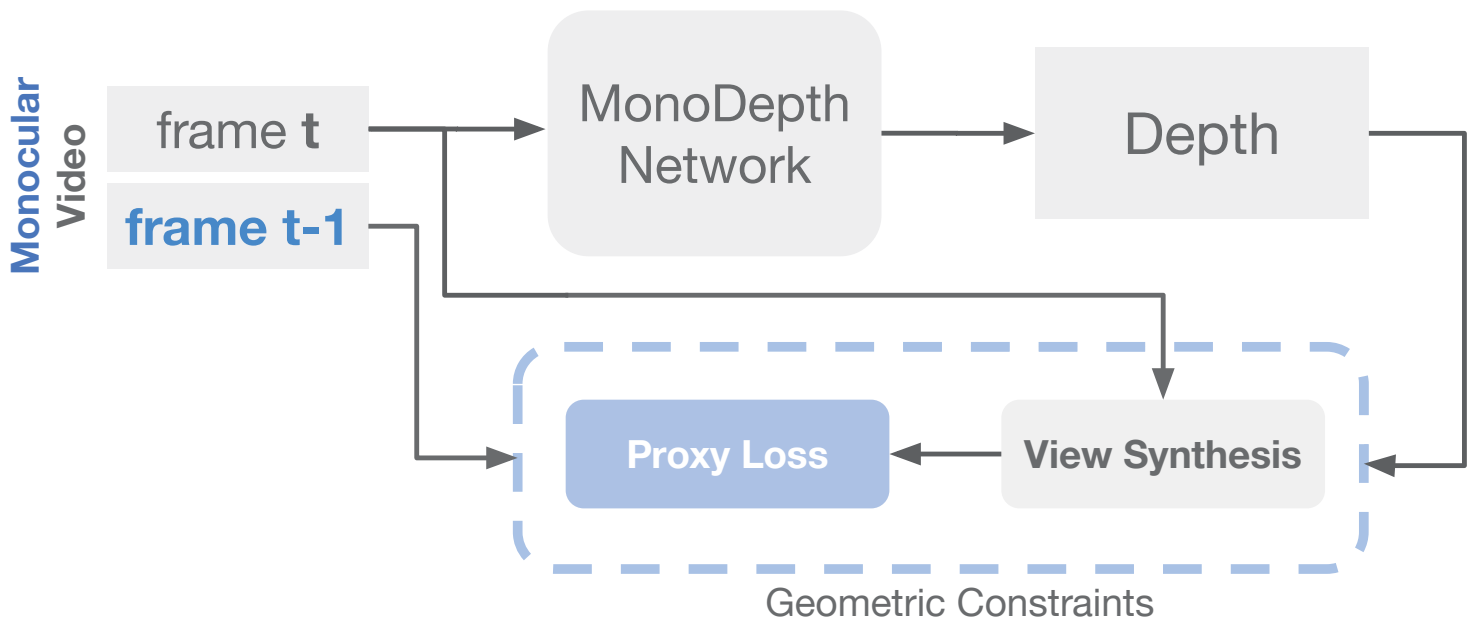 Monocular
Video
frame t
frame t-1
MonoDepth
Network
Depth
Proxy Loss
View Synthesis
Geometric Constraints